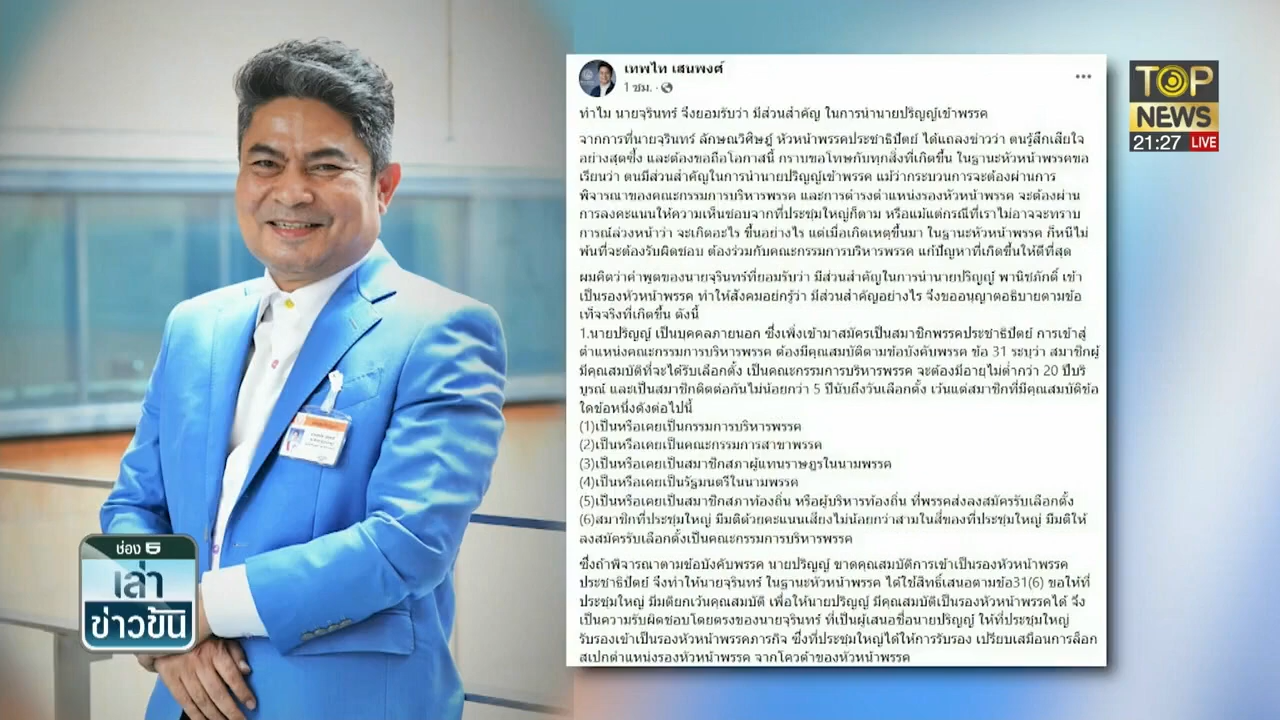 เทพไท เสนพงศ์
1 ชม.
ทำไม นายจุรินทร์ จึงยอมรับว่า มีส่วนสำคัญ ในการนำนายปริญญ์เข้าพรรค
จากการที่นายจุรินทร์ ลักษณวิศิษฎ์ หัวหน้าพรรคประชาธิปัตย์ ได้แถลงข่าวว่า ตนรู้สึกเสียใจ
อย่างสุดซึ้ง และต้องขอถือโอกาสนี้ กราบขอโทษกับทุกสิ่งที่เกิดขึ้น ในฐานะหัวหน้าพรรคขอ
เรียนว่า ตนมีส่วนสำคัญในการนำนายปริญญ์เข้าพรรค แม้ว่ากระบวนการจะต้องผ่านการ
พิจารณาของคณะกรรมการบริหารพรรค และการดำรงตำแหน่งรองหัวหน้าพรรค จะต้องผ่าน
การลงคะแนนให้ความเห็นชอบจากที่ประชุมใหญ่ก็ตาม หรือแม้แต่กรณีที่เราไม่อาจจะทราบ
การณ์ล่วงหน้าว่า จะเกิดอะไร ขึ้นอย่างไร แต่เมื่อเกิดเหตุขึ้นมา ในฐานะหัวหน้าพรรค ก็หนีไม่
พ้นที่จะต้องรับผิดชอบ ต้องร่วมกับคณะกรรมการบริหารพรรค แก้ปัญหาที่เกิดขึ้นให้ดีที่สุด
ผมคิดว่าคำพูดของนายจุรินทร์ที่ยอมรับว่า มีส่วนสำคัญในการนำนายปริญญ์ พานิชภักดิ์ เข้า
เป็นรองหัวหน้าพรรค ทำให้สังคมอยากรู้ว่า มีส่วนสำคัญอย่างไร จึงขออนุญาตอธิบายตามข้อ
เท็จจริงที่เกิดขึ้น ดังนี้
1.นายปริญญ์ เป็นบุคคลภายนอก ซึ่งเพิ่งเข้ามาสมัครเป็นสมาชิกพรรคประชาธิปัตย์ การเข้าสู่
ตำแหน่งคณะกรรมการบริหารพรรค ต้องมีคุณสมบัติตามข้อบังคับพรรค ข้อ 31 ระบุว่า สมาชิกผู้
มีคุณสมบัติที่จะได้รับเลือกตั้ง เป็นคณะกรรมการบริหารพรรค จะต้องมีอายุไม่ต่ำกว่า 20 ปีบริ
บูรณ์ และเป็นสมาชิกติดต่อกันไม่น้อยกว่า 5 ปีนับถึงวันเลือกตั้ง เว้นแต่สมาชิกที่มีคุณสมบัติข้อ
ใดข้อหนึ่งดังต่อไปนี้
(1)เป็นหรือเคยเป็นกรรมการบริหารพรรค
(2)เป็นหรือเคยเป็นคณะกรรมการสาขาพรรค
(3)เป็นหรือเคยเป็นสมาชิกสภาผู้แทนราษฎรในนามพรรค
(4)เป็นหรือเคยเป็นรัฐมนตรีในนามพรรค
(5)เป็นหรือเคยเป็นสมาชิกสภาท้องถิ่น หรือผู้บริหารท้องถิ่น ที่พรรคส่งลงสมัครรับเลือกตั้ง
(6)สมาชิกที่ประชุมใหญ่ มีมติด้วยคะแนนเสียงไม่น้อยกว่าสามในสี่ของที่ประชุมใหญ่ มีมติให้
ลงสมัครรับเลือกตั้งเป็นคณะกรรมการบริหารพรรค
ซึ่งถ้าพิจารณาตามข้อบังคับพรรค นายปริญญ์ ขาดคุณสมบัติการเข้าเป็นรองหัวหน้าพรรค
ประชาธิปัตย์ จึงทำให้นายจุรินทร์ ในฐานะหัวหน้าพรรค ได้ใช้สิทธิ์เสนอตามข้อ31(6) ขอให้ที่
ประชุมใหญ่ มีมติยกเว้นคุณสมบัติ เพื่อให้นายปริญญ์ มีคุณสมบัติเป็นรองหัวหน้าพรรคได้ จึง
เป็นความรับผิดชอบโดยตรงของนายจุรินทร์ ที่เป็นผู้เสนอชื่อนายปริญญ์ ให้ที่ประชุมใหญ่
รับรองเข้าเป็นรองหัวหน้าพรรคภารกิจ ซึ่งที่ประชุมใหญ่ได้ให้การรับรอง เปรียบเสมือนการล็อก
สเปกตำแหน่งรองหัวหน้าพรรค จากโควต้าของหัวหน้าพรรค
TOP
NEWS
21:27 LIVE
ช่อง 5
เล่า
ข่าวข้น